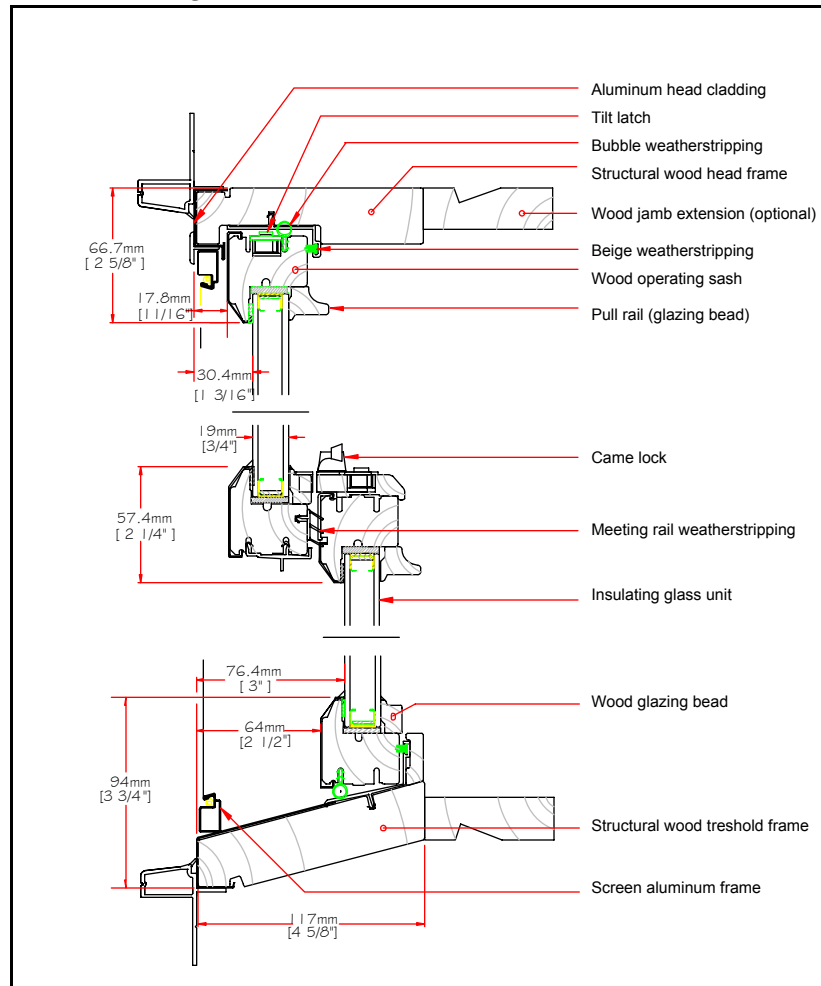 Aluminum head cladding
Tilt latch
Bubble weatherstripping
Structural wood head frame
Wood jamb extension (optional)
Beige weatherstripping
Wood operating sash
Pull rail (glazing bead)
66.7mm
[ 2 5/8" ]
17.8mm
[11/16"]
30.4mm
[1 3/16"]
19mm
[3/4"]
Came lock
57.4mm
[ 2 1/4" ]
Meeting rail weatherstripping
Insulating glass unit
76.4mm
[ 3" ]
Wood glazing bead
64mm
[2 1/2"]
94mm
[3 3/4"]
Structural wood treshold frame
Screen aluminum frame
117mm
[4 5/8"]